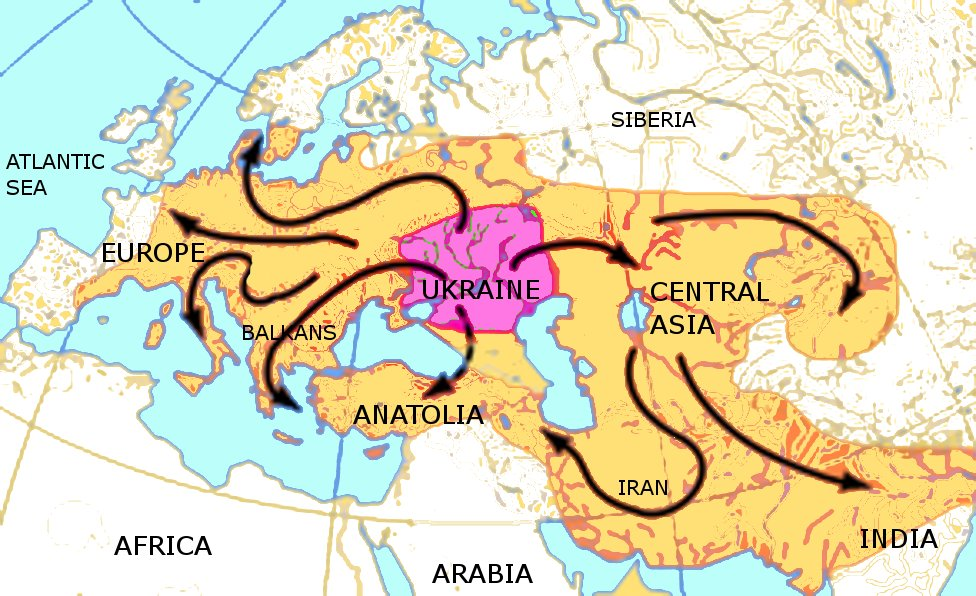 SIBERIA
ATLANTIC
SEA
EUROPE
UKRAINE
CENTRAL
ASIA
BALKANS
ANATOLIA
IRAN
INDIA
AFRICA
ARABIA